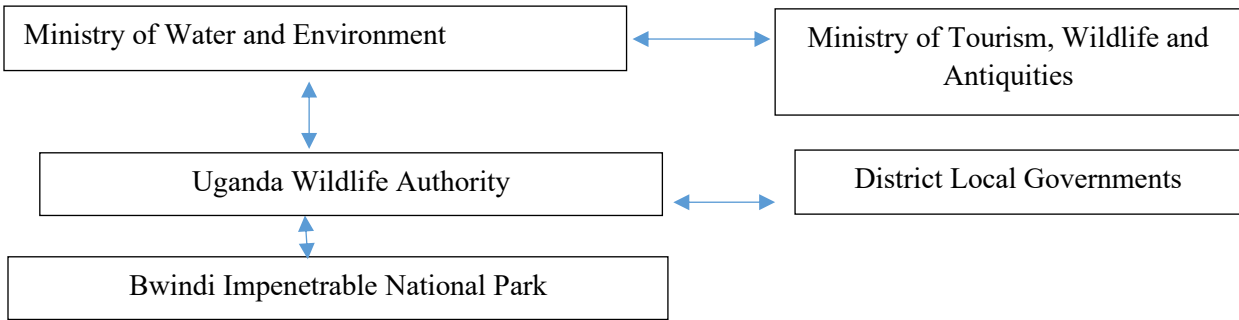 Ministry of Water and Environment
Ministry of Tourism, Wildlife and
Antiquities
Uganda Wildlife Authority
District Local Governments
Bwindi Impenetrable National Park